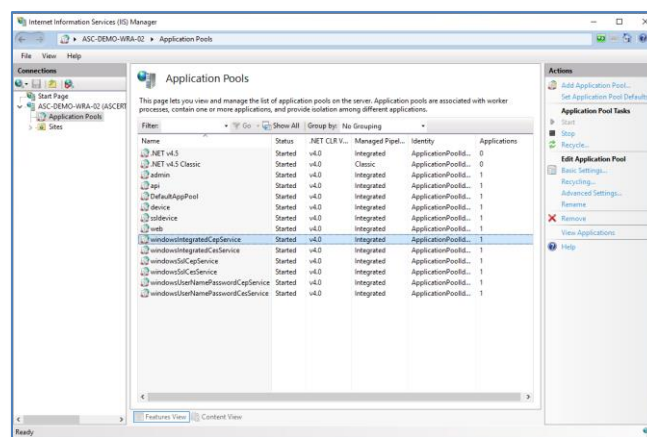 Internet Information Services (IIS) Manager
ASC-DEMO-WRA-02 ▸ Application Pools
File View Help
Connections
Start Page
ASC-DEMO-WRA-02 (ASCERT
Application Pools
Sites
Application Pools
This page lets you view and manage the list of application pools on the server. Application pools are associated with worker
processes, contain one or more applications, and provide isolation among different applications.
Filter: Go Show All Group by: No Grouping
Name Status .NET CLR V... Managed Pipel... Identity Applications
.NET v4.5 Started v4.0 Integrated ApplicationPoolId... 0
.NET v4.5 Classic Started v4.0 Classic ApplicationPoolId... 0
admin Started v4.0 Integrated ApplicationPoolId... 1
api Started v4.0 Integrated ApplicationPoolId... 1
DefaultAppPool Started v4.0 Integrated ApplicationPoolId... 1
device Started v4.0 Integrated ApplicationPoolId... 1
ssldevice Started v4.0 Integrated ApplicationPoolId... 1
web Started v4.0 Integrated ApplicationPoolId... 1
windowsIntegratedCepService Started v4.0 Integrated ApplicationPoolId... 1
windowsIntegratedCesService Started v4.0 Integrated ApplicationPoolId... 1
windowsSslCepService Started v4.0 Integrated ApplicationPoolId... 1
windowsSslCesService Started v4.0 Integrated ApplicationPoolId... 1
windowsUserNamePasswordCepService Started v4.0 Integrated ApplicationPoolId... 1
windowsUserNamePasswordCesService Started v4.0 Integrated ApplicationPoolId... 1
Features View Content View
Actions
Add Application Pool...
Set Application Pool Defaults
Application Pool Tasks
Start
Stop
Recycle...
Edit Application Pool
Basic Settings...
Recycling...
Advanced Settings...
Rename
Remove
View Applications
Help
Ready